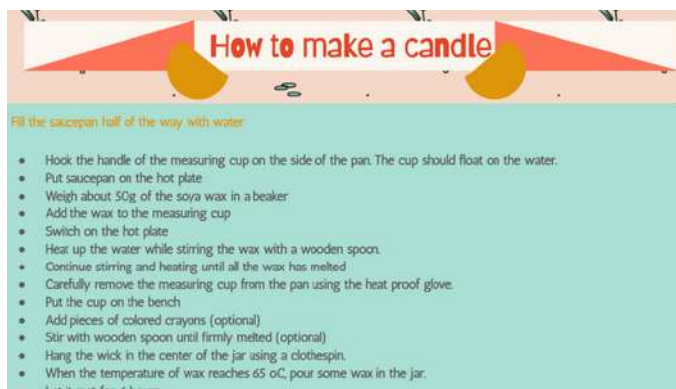 How to make a candle
Fill the saucepan half of the way with water
• Hook the handle of the measuring cup on the side of the pan. The cup should float on the water.
• Put saucepan on the hot plate
• Weigh about 50g of the soya wax in a beaker
• Add the wax to the measuring cup
• Switch on the hot plate
• Heat up the water while stirring the wax with a wooden spoon.
• Continue stirring and heating until all the wax has melted
• Carefully remove the measuring cup from the pan using the heat proof glove.
• Put the cup on the bench
• Add pieces of colored crayons (optional)
• Stir with wooden spoon until firmly melted (optional)
• Hang the wick in the center of the jar using a clothespin.
• When the temperature of wax reaches 65 oC, pour some wax in the jar.